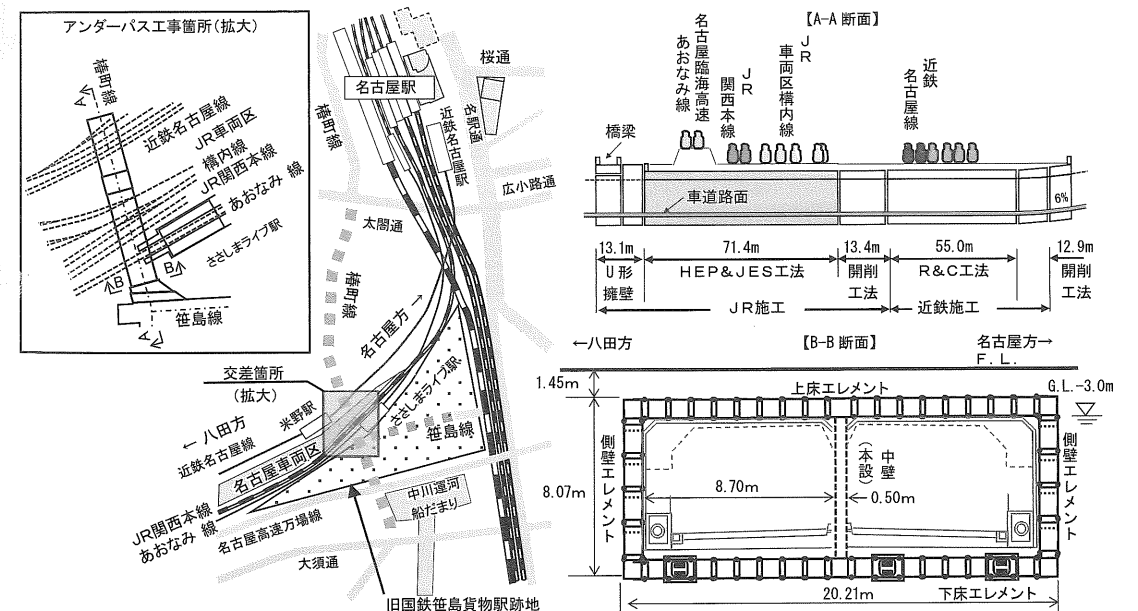 アンダーパス工事箇所(拡大)
椿町線
A
近鉄名古屋線
JR車両区
構内線
JR関西本線
あおなみ 線
ささしまライブ駅
B
B
笹島線
A
名古屋駅
桜通
椿町線
近鉄名古屋駅
名駅通
広小路通
太閤通
椿町線
名古屋方
交差箇所
(拡大)
米野駅
ささしまライブ駅
← 八田方
近鉄名古屋線
名古屋車両区
笹島線
JR関西本線
あおなみ 線
名古屋高速万場線
中川運河
船だまり
大須通
旧国鉄笹島貨物駅跡地
【A-A 断面】
橋梁
名古屋臨海高速
あおなみ線
JR
関西本線
JR
車両区構内線
近鉄
名古屋線
車道路面
6%
13.1m
71.4m
13.4m
55.0m
12.9m
U形
擁壁
HEP&JES工法
開削
工法
R&C工法
開削
工法
JR施工
近鉄施工
←八田方
【B-B 断面】
名古屋方→
F.L.
1.45m
上床エレメント
G.L.-3.0m
側壁エレメント
中壁
(本設)
側壁エレメント
8.07m
8.70m
0.50m
20.21m
下床エレメント